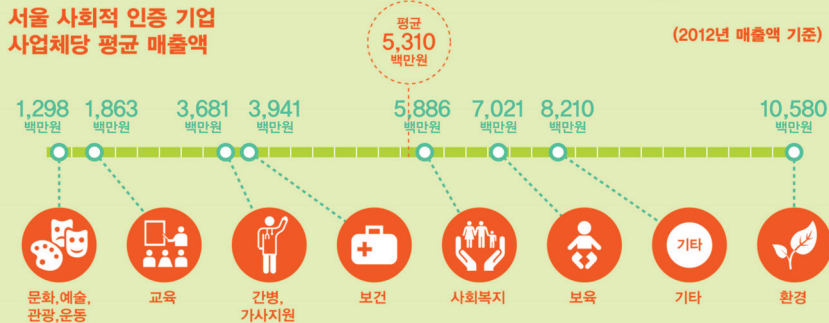 서울 사회적 인증 기업
사업체당 평균 매출액
평균
5,310
백만원
(2012년 매출액 기준)
1,298
백만원
1,863
백만원
3,681
백만원
3,941
백만원
5,886
백만원
7,021
백만원
8,210
백만원
10,580
백만원
문화,예술,
관광,운동
교육
간병,
가사지원
보건
사회복지
보육
기타
기타
환경